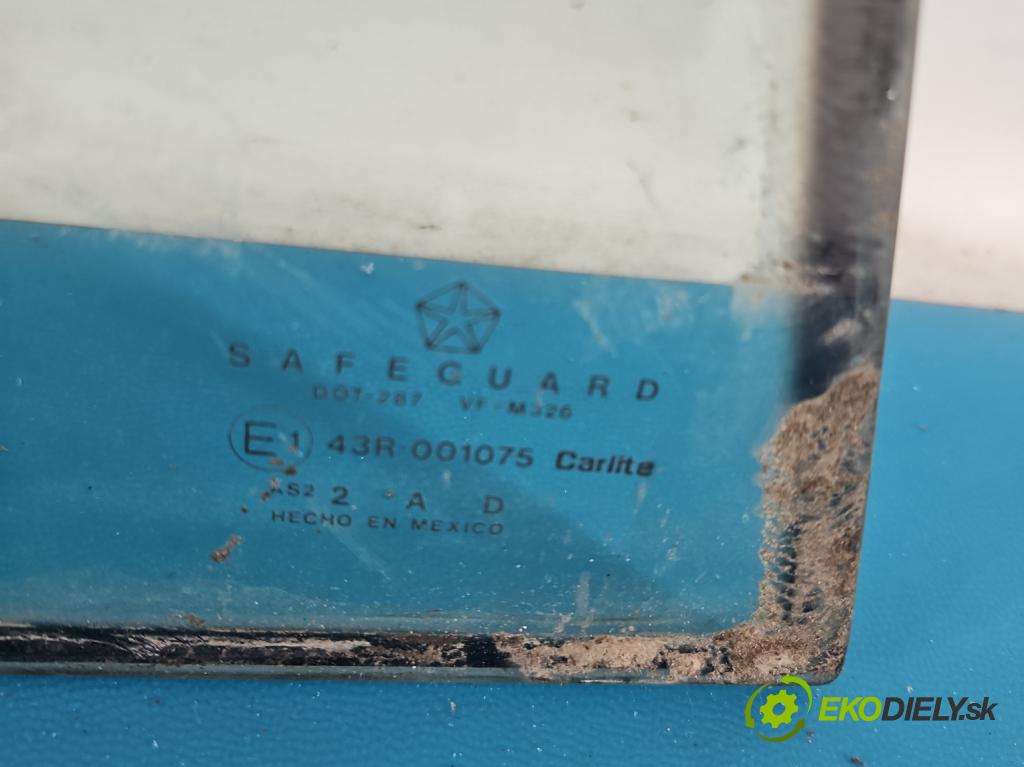 SAFEGUARD
DOT-287 VF-M326
E1 43R-001075 Carlite
AS2 2 A D
HECHO EN MEXICO
EKODIELY.sk